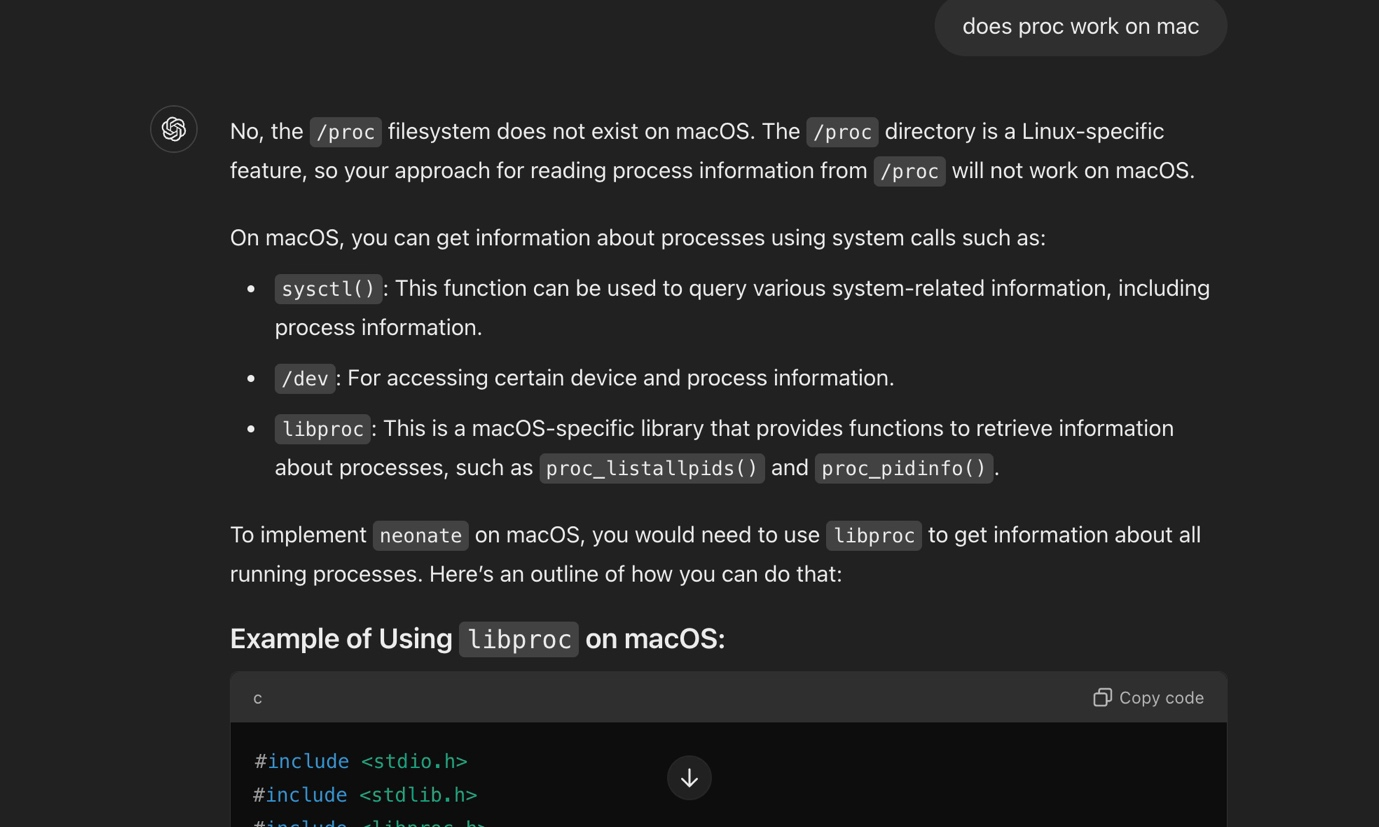 does proc work on mac
No, the /proc filesystem does not exist on macOS. The /proc directory is a Linux-specific
feature, so your approach for reading process information from /proc will not work on macOS.
On macOS, you can get information about processes using system calls such as:
• sysctl(): This function can be used to query various system-related information, including
process information.
• /dev: For accessing certain device and process information.
• libproc: This is a macOS-specific library that provides functions to retrieve information
about processes, such as proc_listallpids() and proc_pidinfo().
To implement neonate on macOS, you would need to use libproc to get information about all
running processes. Here’s an outline of how you can do that:
Example of Using libproc on macOS:
c Copy code
#include <stdio.h>
#include <stdlib.h>
#include <libproc.h>